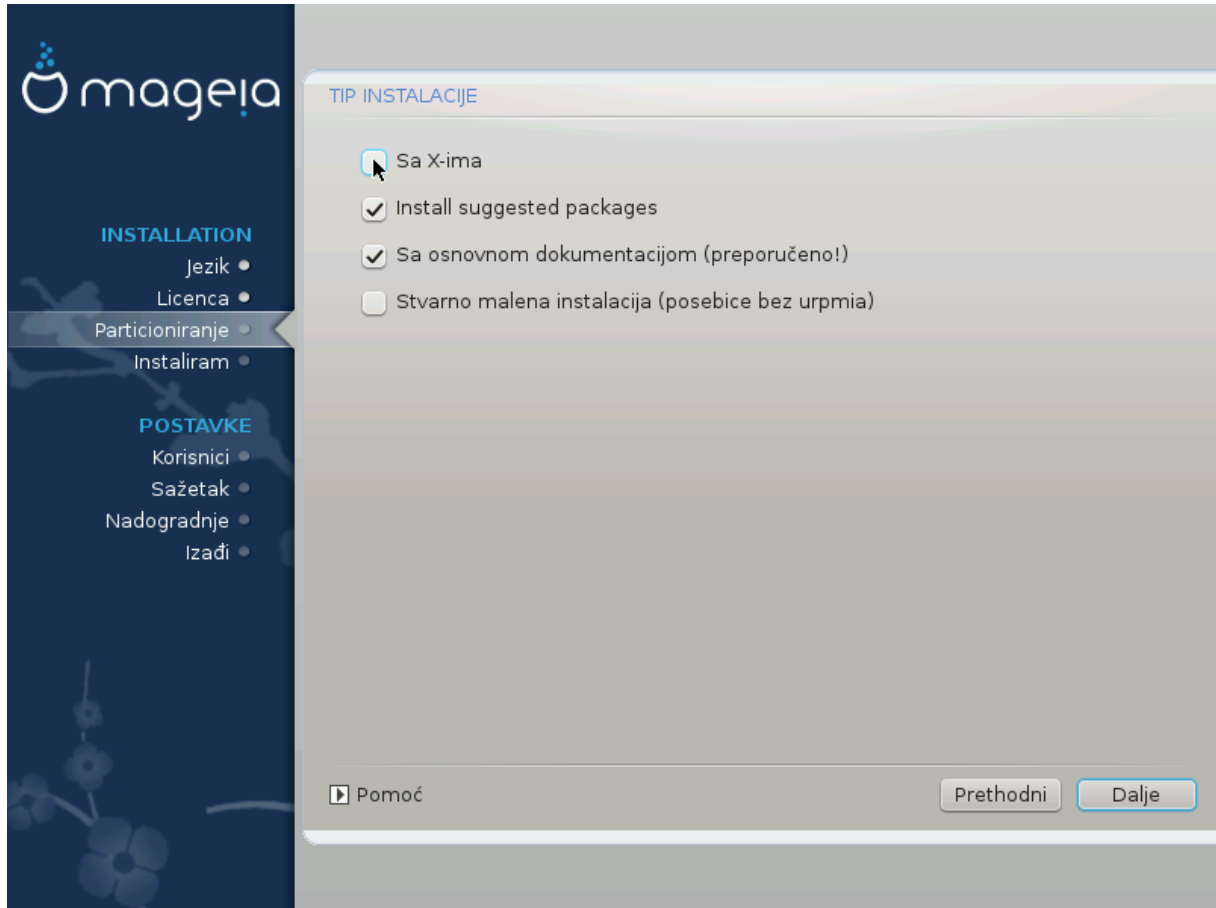 mageia
INSTALLATION
Jezik
Licenca
Particioniranje
Instaliram
POSTAVKE
Korisnici
Sažetak
Nadogradnje
Izađi
TIP INSTALACIJE
Sa X-ima
Install suggested packages
Sa osnovnom dokumentacijom (preporučeno!)
Stvarno malena instalacija (posebice bez urpmia)
Pomoć
Prethodni
Dalje